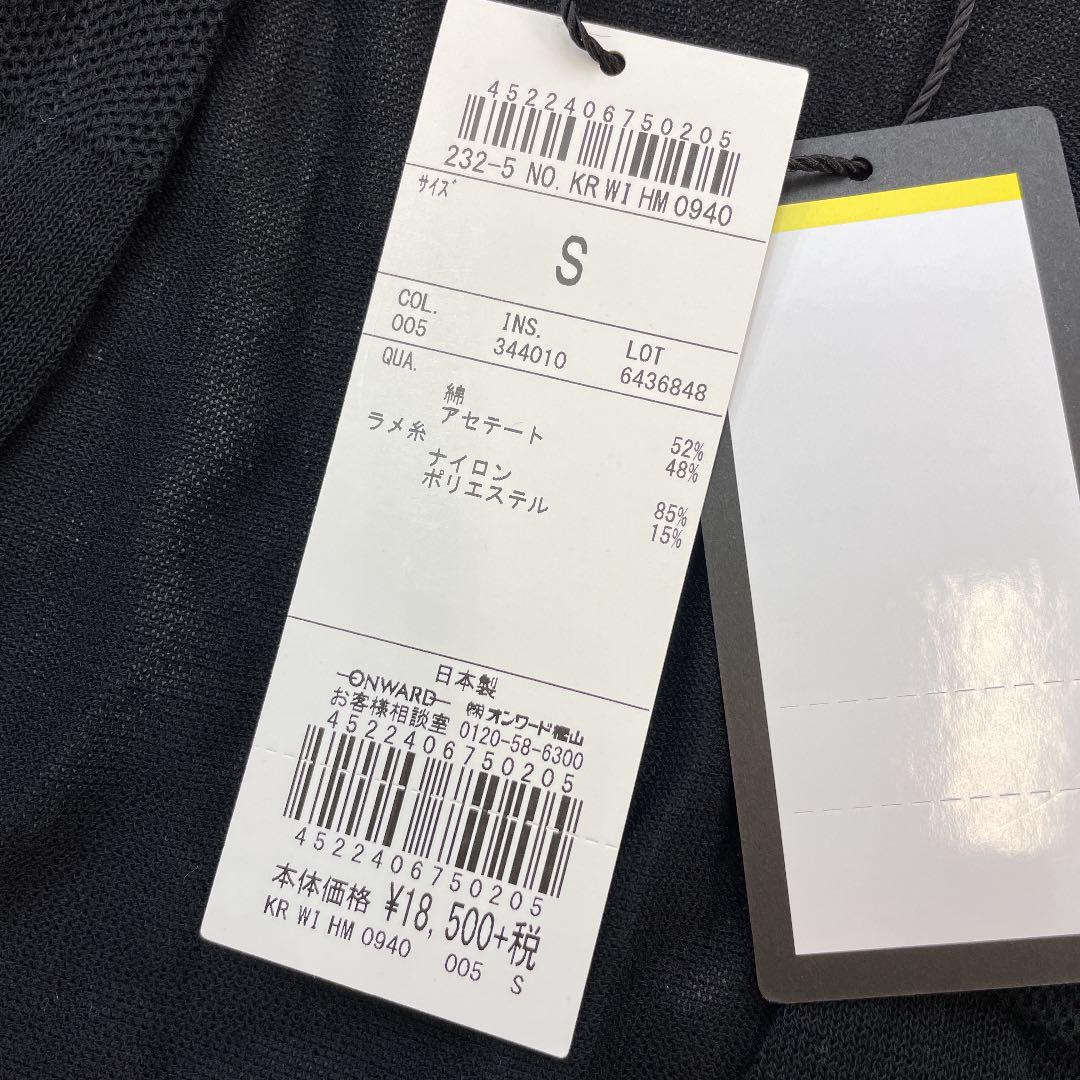 4522406750205
232-5 NO. KR WI HM 0940
サイズ
S
COL. INS. LOT
005 344010 6436848
QUA.
綿 52%
アセテート 48%
ラメ糸
ナイロン 85%
ポリエステル 15%
日本製
ONWARD ㈱オンワード樫山
お客様相談室 0120-58-6300
4522406750205
4522406750205
本体価格 ¥18,500+税
KR WI HM 0940 005 S